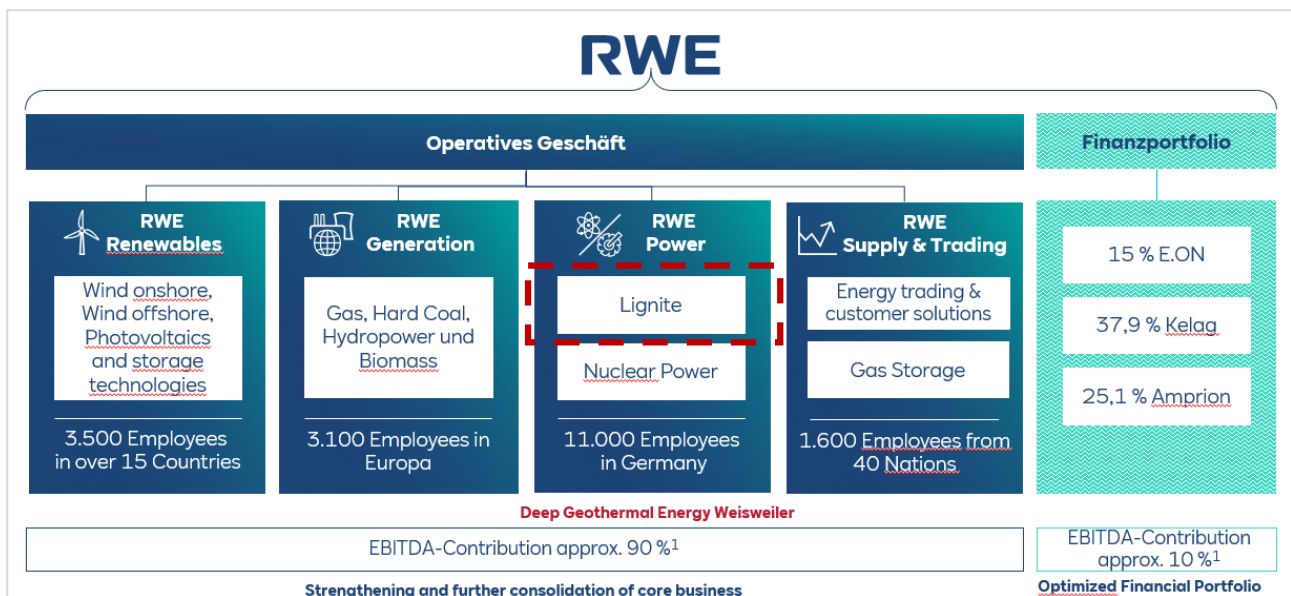 RWE
Operatives Geschäft
Finanzportfolio
RWE
Renewables
Wind onshore,
Wind offshore,
Photovoltaics
and storage
technologies
3.500 Employees
in over 15 Countries
RWE
Generation
Gas, Hard Coal,
Hydropower und
Biomass
3.100 Employees in
Europa
RWE
Power
Lignite
Nuclear Power
11.000 Employees
in Germany
RWE
Supply & Trading
Energy trading &
customer solutions
Gas Storage
1.600 Employees from
40 Nations
15 % E.ON
37,9 % Kelag
25,1 % Amprion
Deep Geothermal Energy Weisweiler
EBITDA-Contribution approx. 90 %¹
EBITDA-Contribution
approx. 10 %¹
Strengthening and further consolidation of core business
Optimized Financial Portfolio